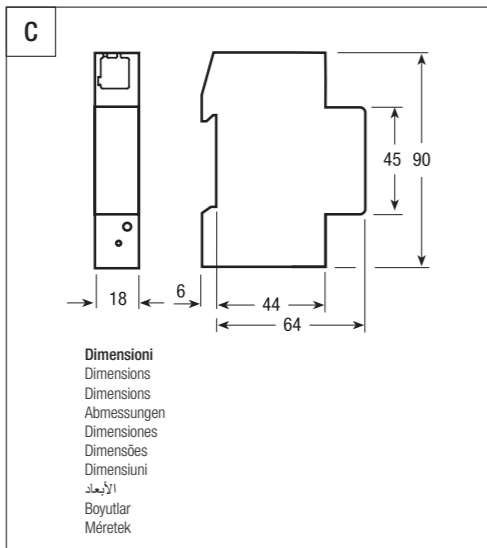 C
45 90
18
6
44
64
Dimensioni
Dimensions
Dimensions
Abmessungen
Dimensiones
Dimensões
Dimensiuni
الأبعاد
Boyutlar
Méretek